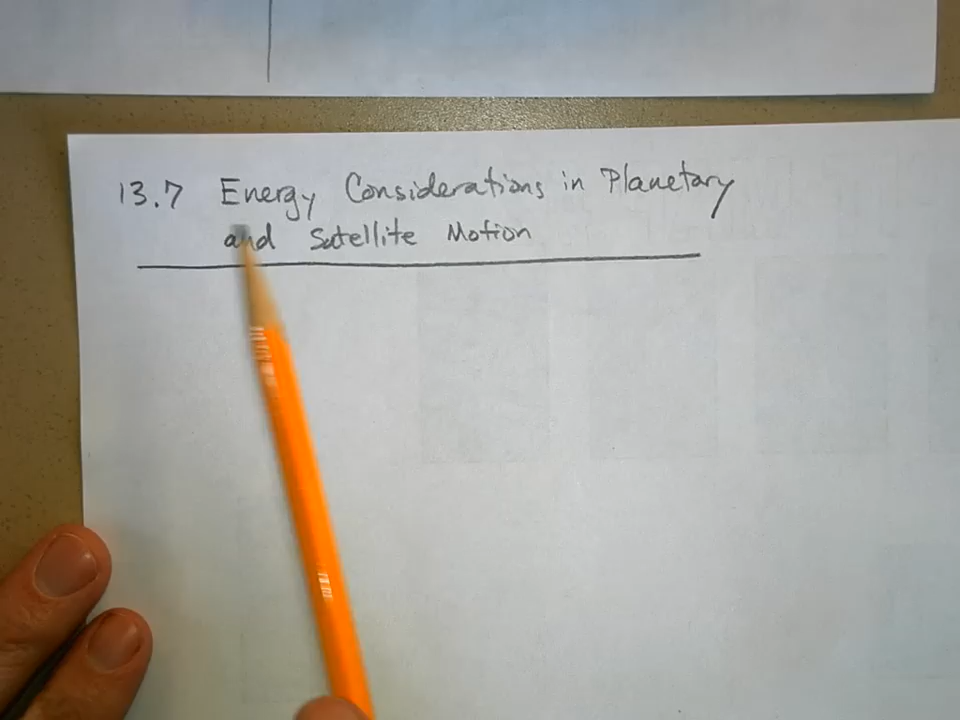 13.7 Energy Considerations in Planetary
and Satellite Motion